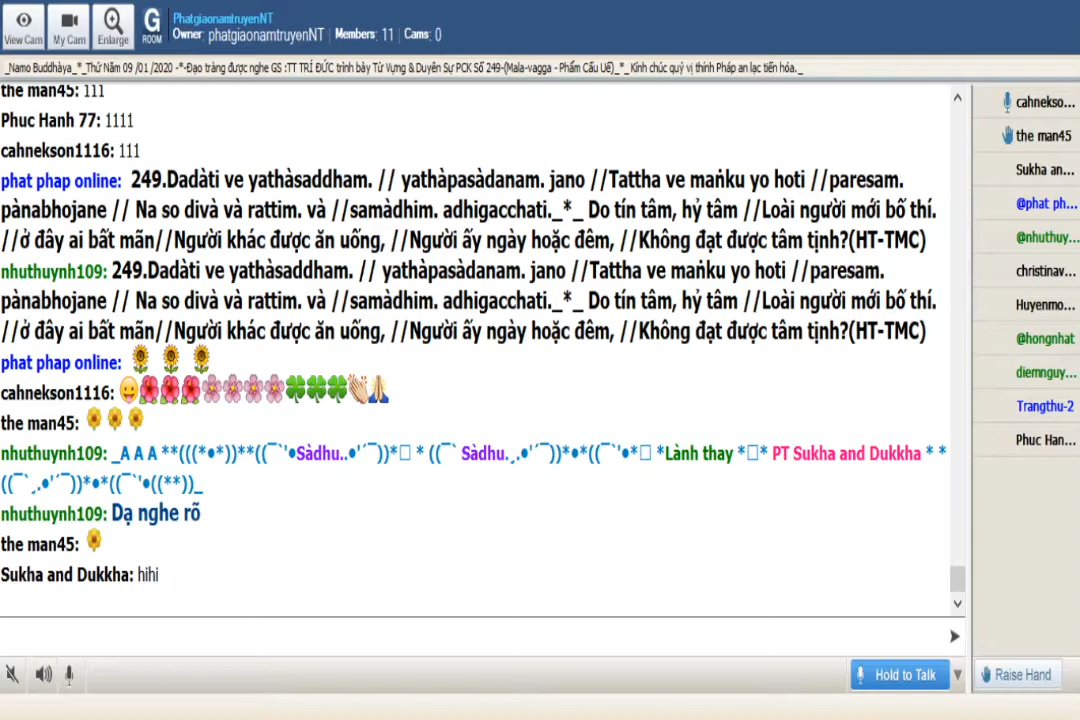 PhatgiaonamtruyenNT
View Cam My Cam Enlarge G ROOM Owner: phatgiaonamtruyenNT | Members: 11 | Cams: 0
_Namo Buddhàya_*_Thứ Năm 09 /01 /2020 -*-Đạo tràng được nghe GS :TT TRÍ ĐỨC trình bày Từ Vựng & Duyên Sự PCK Số 249-(Mala-vagga - Phẩm Cấu Uế)_*_ Kính chúc quý vị thính Pháp an lạc tiến hóa._
the man45: 111
Phuc Hanh 77: 1111
cahnekson1116: 111
phat phap online: 249.Dadàti ve yathàsaddham. // yathàpasàdanam. jano //Tattha ve maṅku yo hoti //paresam.
pànabhojane // Na so divà và rattim. và //samàdhim. adhigacchati._*_ Do tín tâm, hỷ tâm //Loài người mới bố thí.
//ở đây ai bất mãn//Người khác được ăn uống, //Người ấy ngày hoặc đêm, //Không đạt được tâm tịnh?(HT-TMC)
nhuthuynh109: 249.Dadàti ve yathàsaddham. // yathàpasàdanam. jano //Tattha ve maṅku yo hoti //paresam.
pànabhojane // Na so divà và rattim. và //samàdhim. adhigacchati._*_ Do tín tâm, hỷ tâm //Loài người mới bố thí.
//ở đây ai bất mãn//Người khác được ăn uống, //Người ấy ngày hoặc đêm, //Không đạt được tâm tịnh?(HT-TMC)
phat phap online: 🌻 🌻 🌻
cahnekson1116: 😛🌺🌺🌺🌸🌸🌸🌸🍀🍀🍀👏🙏
the man45: 🌼 🌼 🌼
nhuthuynh109: _A A A **(((*•*))**((¯`'•Sàdhu..•'´¯))*□ * ((¯` Sàdhu.¸.•'´¯))*•*((¯`'•*□ *Lành thay *□* PT Sukha and Dukkha * *
((¯`¸.•'´¯))*•*((¯`'•((**))_
nhuthuynh109: Dạ nghe rõ
the man45: 🌼
Sukha and Dukkha: hihi
cahnekso...
the man45
Sukha an...
@phat ph...
@nhuthuy...
christinav...
Huyenmo...
@hongnhat
diemnguy...
Trangthu-2
Phuc Han...
Hold to Talk
Raise Hand